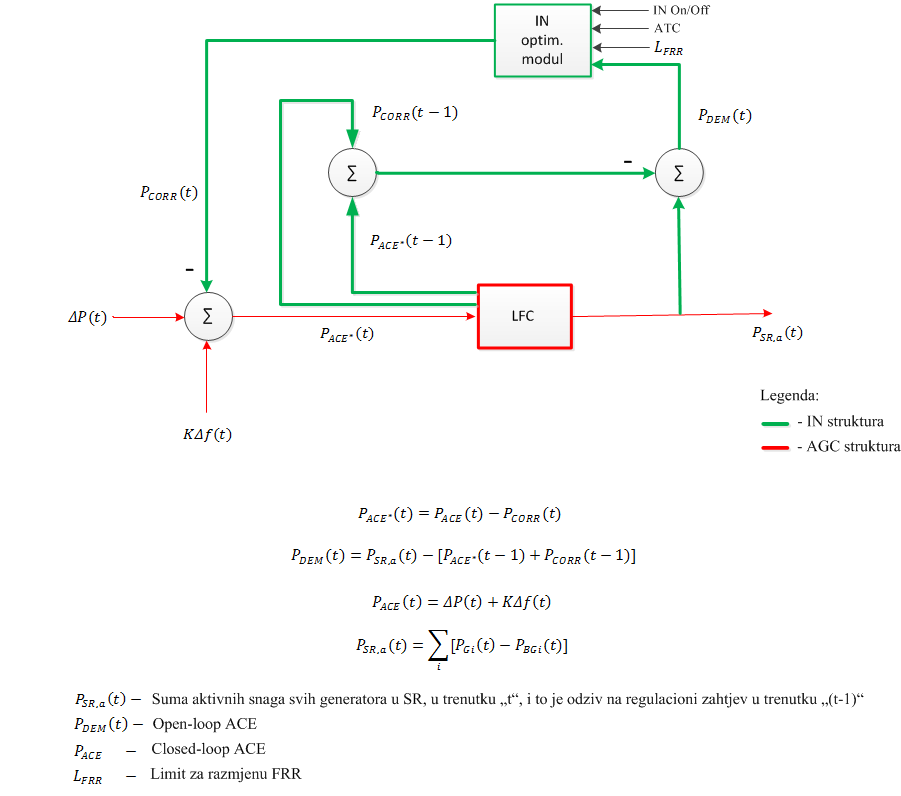 IN On/Off
IN
optim.
modul
ATC
L_FRR
P_CORR(t − 1)
P_DEM(t)
Σ
-
Σ
P_CORR(t)
P_ACE*(t − 1)
-
ΔP(t)
Σ
LFC
P_ACE*(t)
P_SR,a(t)
KΔf(t)
Legenda:
- IN struktura
- AGC struktura
P_ACE*(t) = P_ACE(t) − P_CORR(t)
P_DEM(t) = P_SR,a(t) − [P_ACE*(t − 1) + P_CORR(t − 1)]
P_ACE(t) = ΔP(t) + KΔf(t)
P_SR,a(t) = ∑_i [P_Gi(t) − P_BGi(t)]
P_SR,a(t) − Suma aktivnih snaga svih generatora u SR, u trenutku „t“, i to je odziv na regulacioni zahtjev u trenutku „(t-1)“
P_DEM(t) − Open-loop ACE
P_ACE − Closed-loop ACE
L_FRR − Limit za razmjenu FRR